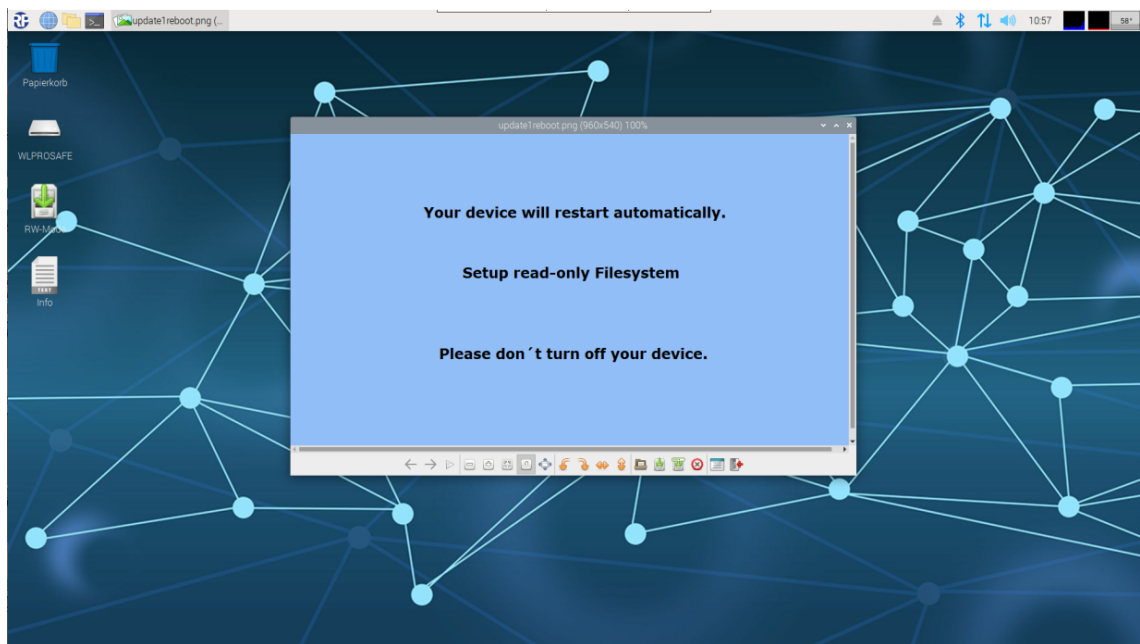 update1reboot.png (...
10:57
58°
Papierkorb
WLPROSAFE
RW-Mode
TEXT
Info
update1reboot.png (960x540) 100%
Your device will restart automatically.
Setup read-only Filesystem
Please don´t turn off your device.